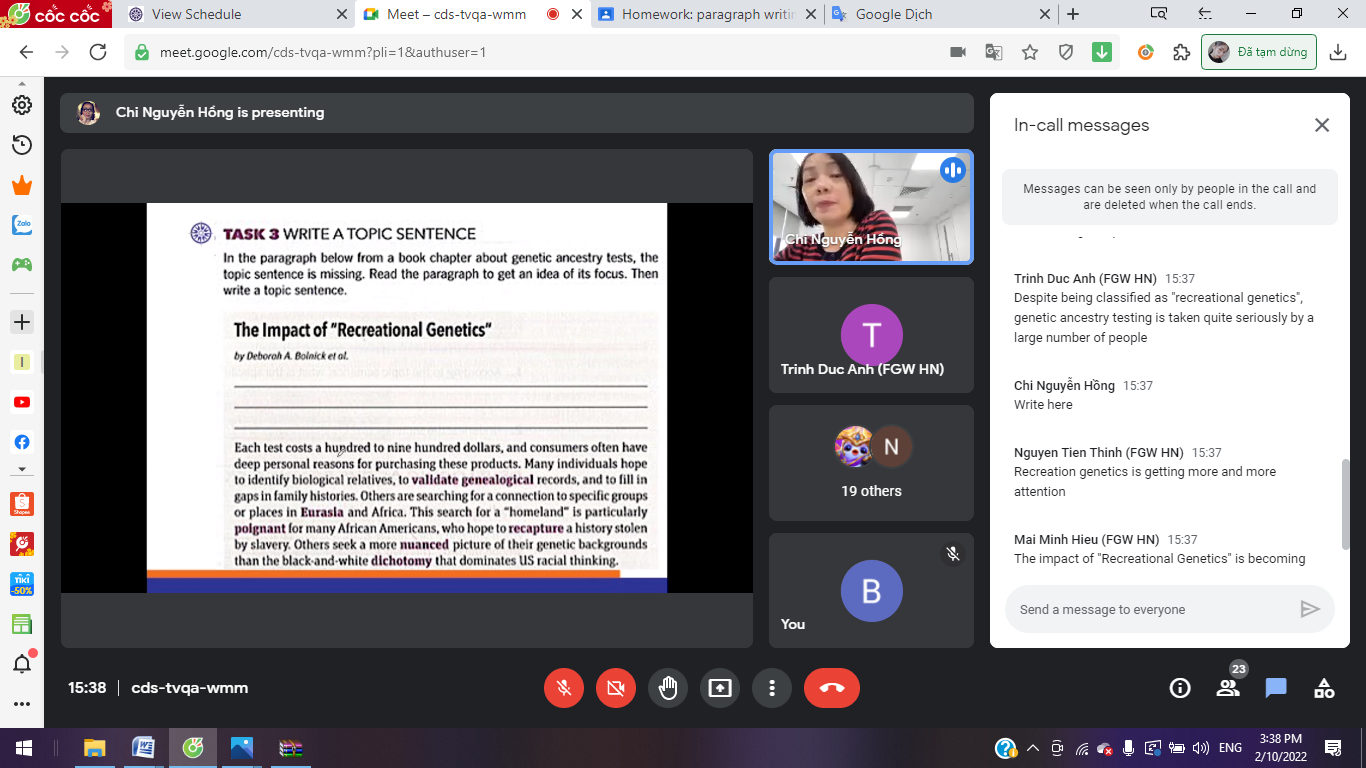 cốc cốc
View Schedule
Meet – cds-tvqa-wmm
Homework: paragraph writin
Google Dịch
meet.google.com/cds-tvqa-wmm?pli=1&authuser=1
Đã tạm dừng
Chi Nguyễn Hồng is presenting
TASK 3 WRITE A TOPIC SENTENCE
In the paragraph below from a book chapter about genetic ancestry tests, the
topic sentence is missing. Read the paragraph to get an idea of its focus. Then
write a topic sentence.
The Impact of "Recreational Genetics"
by Deborah A. Bolnick et al.
Each test costs a hundred to nine hundred dollars, and consumers often have
deep personal reasons for purchasing these products. Many individuals hope
to identify biological relatives, to validate genealogical records, and to fill in
gaps in family histories. Others are searching for a connection to specific groups
or places in Eurasia and Africa. This search for a "homeland" is particularly
poignant for many African Americans, who hope to recapture a history stolen
by slavery. Others seek a more nuanced picture of their genetic backgrounds
than the black-and-white dichotomy that dominates US racial thinking.
Chi Nguyễn Hồng
T
Trinh Duc Anh (FGW HN)
N
19 others
B
You
In-call messages
Messages can be seen only by people in the call and
are deleted when the call ends.
Trinh Duc Anh (FGW HN) 15:37
Despite being classified as "recreational genetics",
genetic ancestry testing is taken quite seriously by a
large number of people
Chi Nguyễn Hồng 15:37
Write here
Nguyen Tien Thinh (FGW HN) 15:37
Recreation genetics is getting more and more
attention
Mai Minh Hieu (FGW HN) 15:37
The impact of "Recreational Genetics" is becoming
Send a message to everyone
15:38 | cds-tvqa-wmm
23
Zalo
I
Shopee
TIKI
-50%
ENG
3:38 PM
2/10/2022